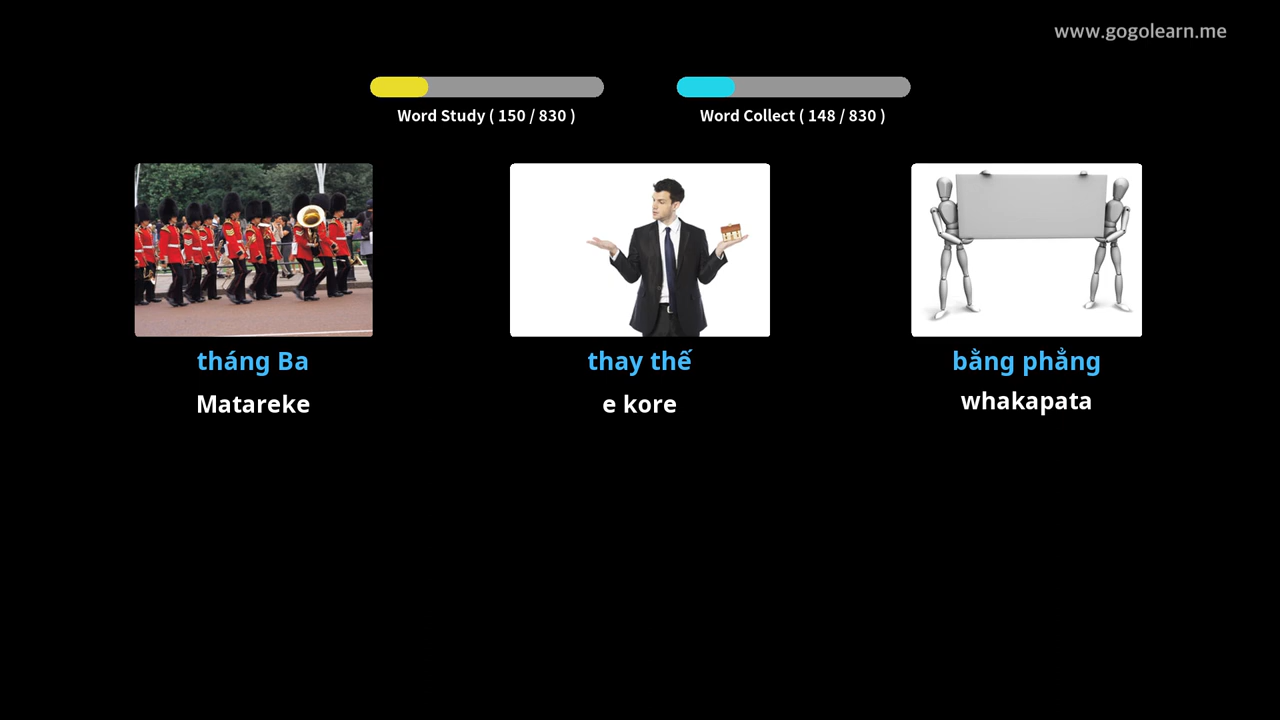 www.gogolearn.me
Word Study ( 150 / 830 )
Word Collect ( 148 / 830 )
tháng Ba
thay thế
bằng phẳng
Matareke
e kore
whakapata